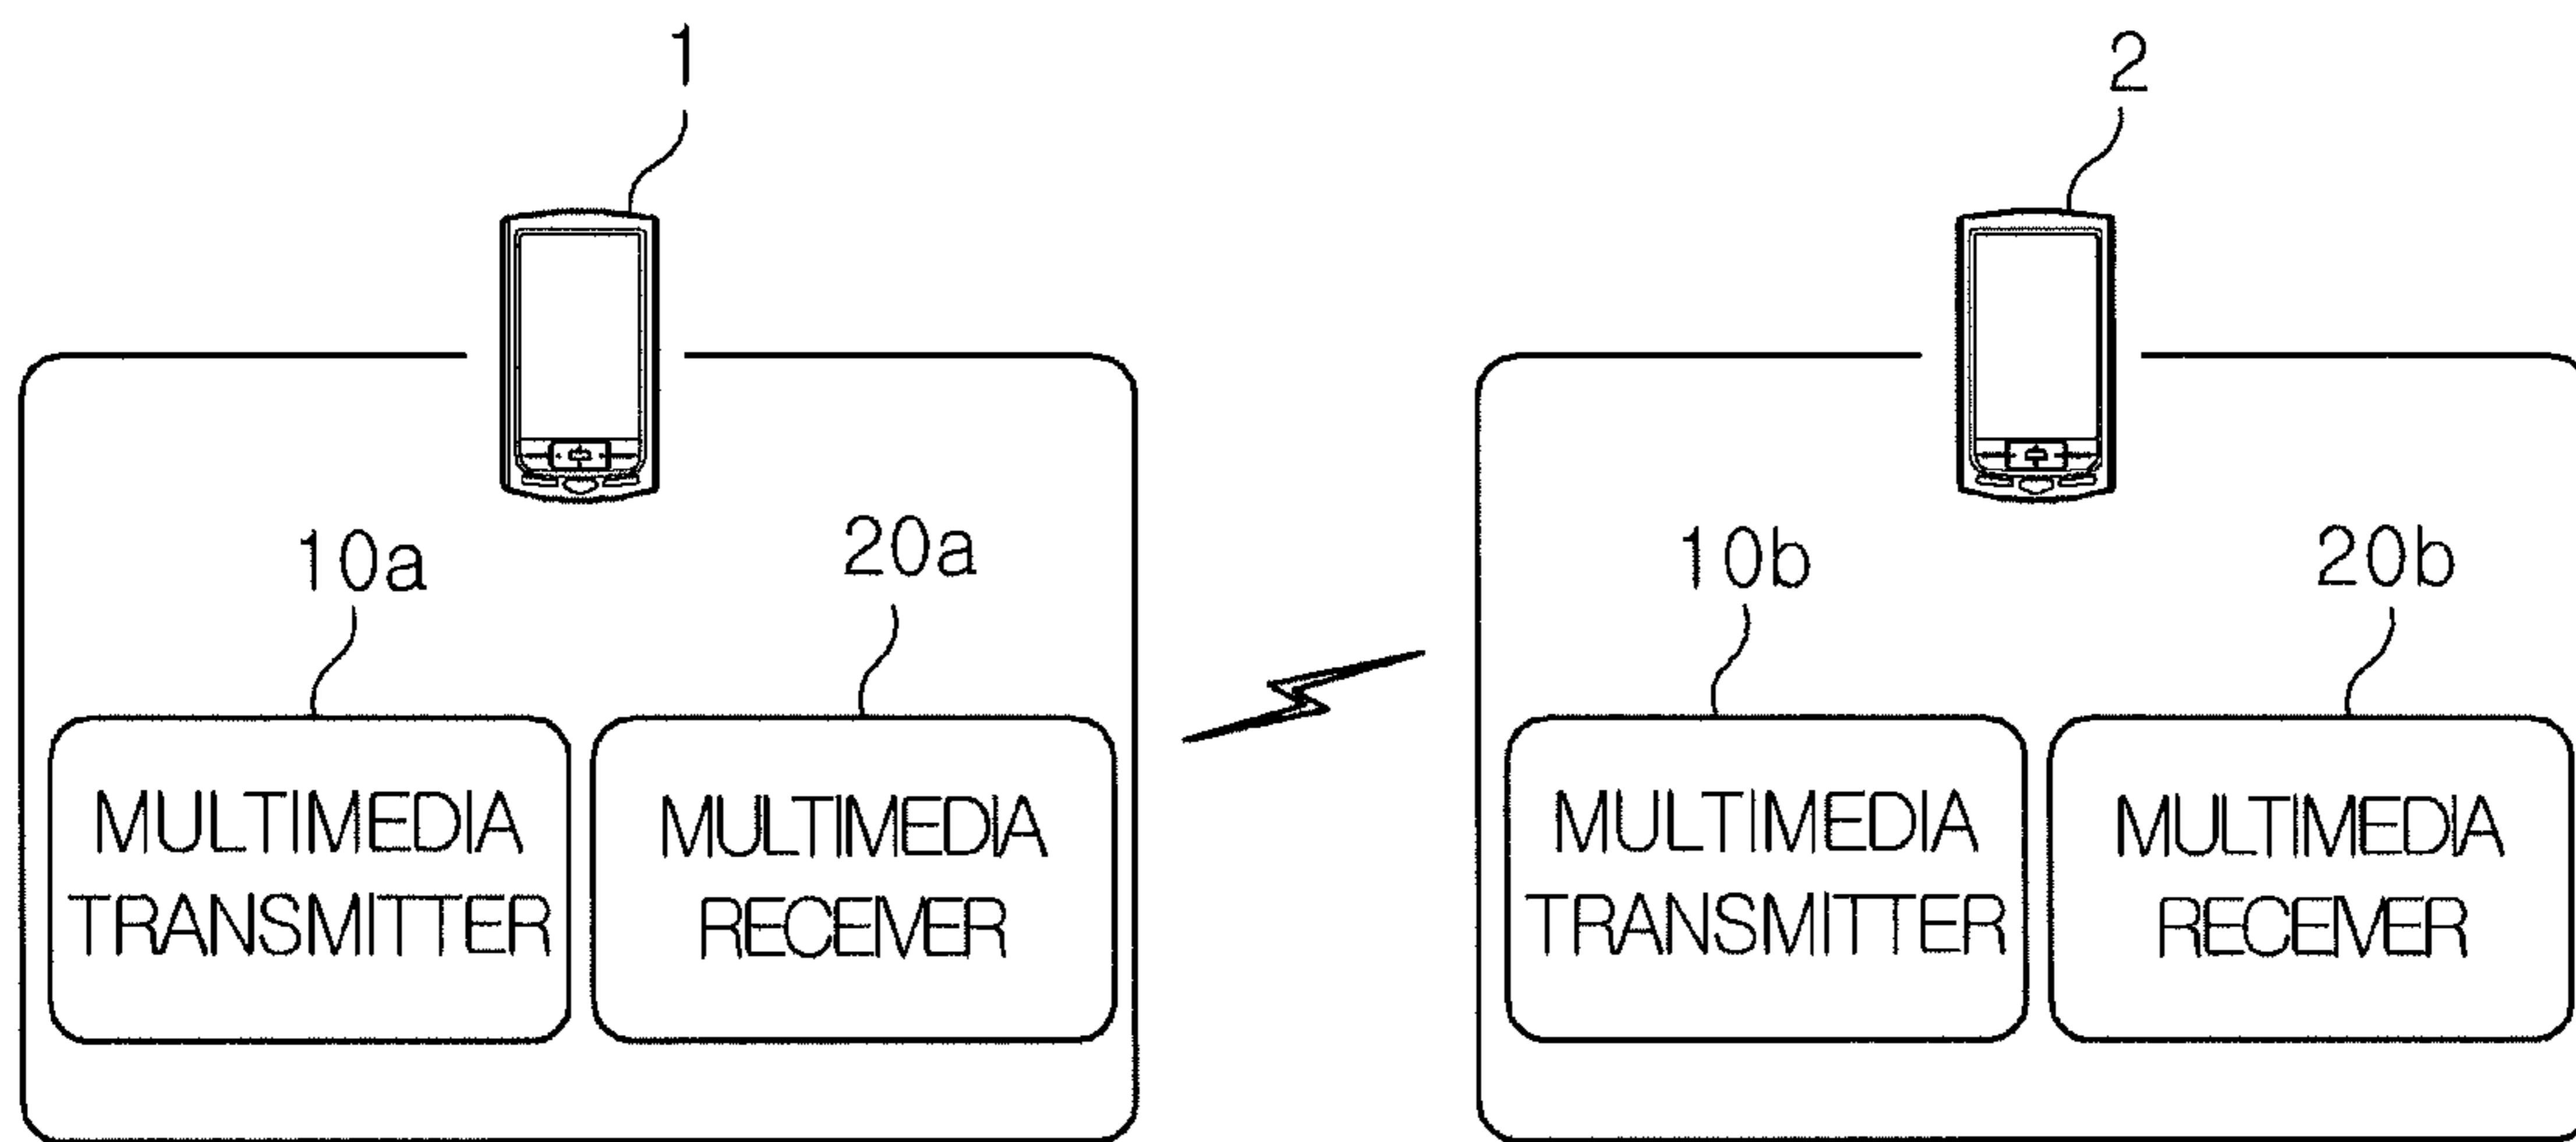 1
2
10a
20a
10b
20b
MULTIMEDIA
TRANSMITTER
MULTIMEDIA
RECEIVER
MULTIMEDIA
TRANSMITTER
MULTIMEDIA
RECEIVER